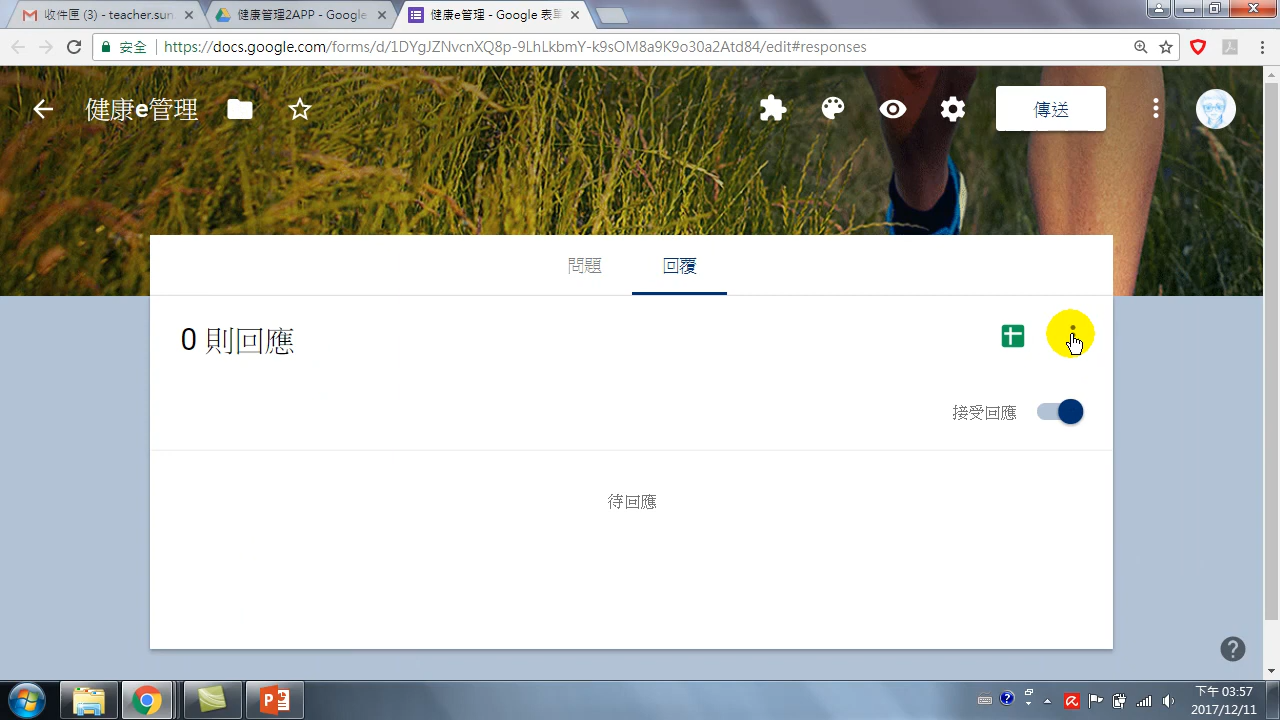 收件匣 (3) - teachersun
健康管理2APP - Google
健康e管理 - Google 表單
安全
https://docs.google.com/forms/d/1DYgJZNvcnXQGp-9LhLkbmY-k9sOM8a9K9o30a2Atd84/edit#responses
健康e管理
傳送
問題
回覆
0 則回應
接受回應
待回應
下午 03:57
2017/12/11